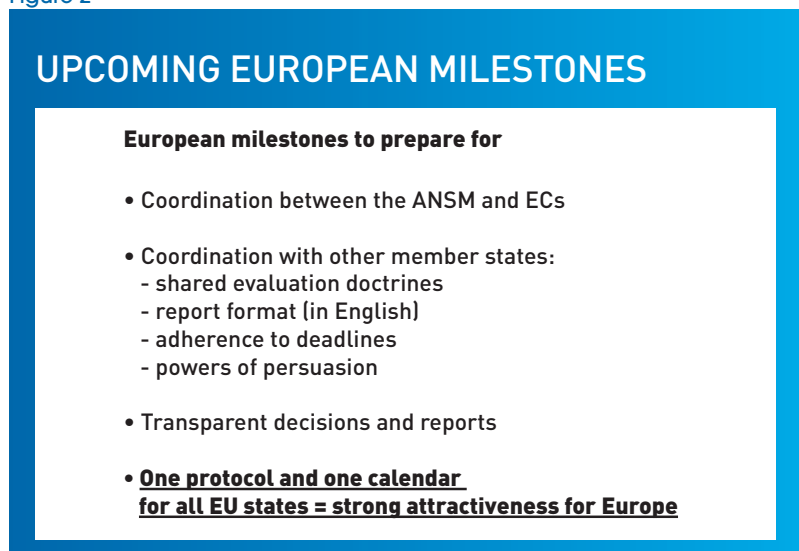 Figure 2
UPCOMING EUROPEAN MILESTONES
European milestones to prepare for
• Coordination between the ANSM and ECs
• Coordination with other member states:
- shared evaluation doctrines
- report format (in English)
- adherence to deadlines
- powers of persuasion
• Transparent decisions and reports
• One protocol and one calendar
for all EU states = strong attractiveness for Europe